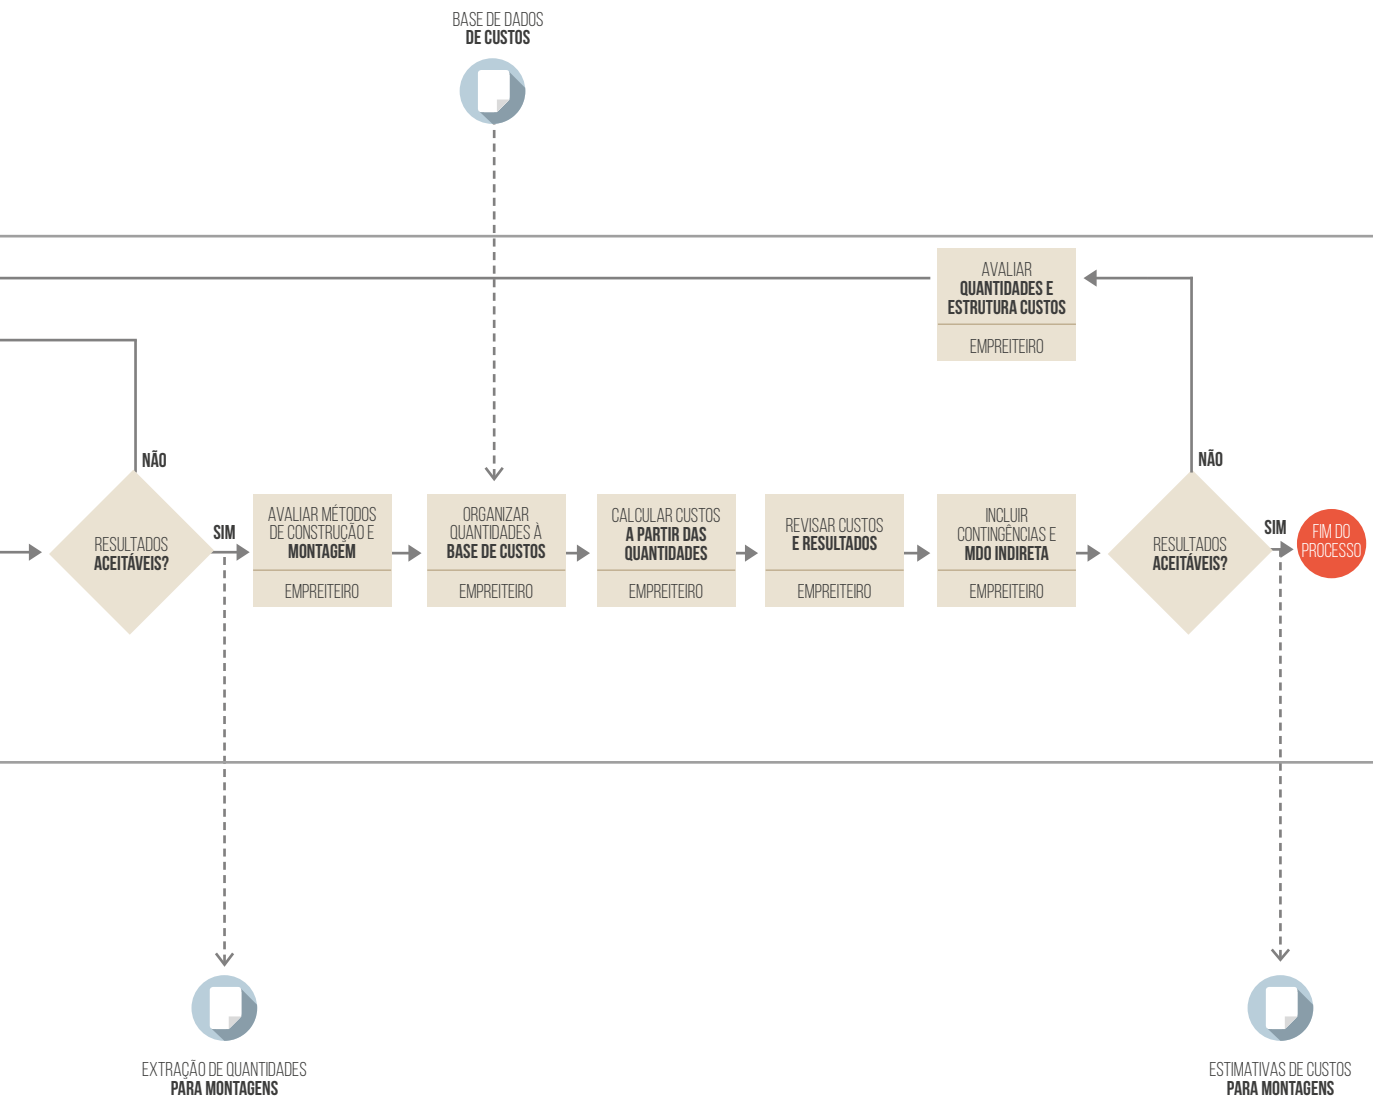 BASE DE DADOS
DE CUSTOS
AVALIAR
QUANTIDADES E
ESTRUTURA CUSTOS
EMPREITEIRO
NÃO
NÃO
RESULTADOS
ACEITÁVEIS?
SIM
AVALIAR MÉTODOS
DE CONSTRUÇÃO E
MONTAGEM
EMPREITEIRO
ORGANIZAR
QUANTIDADES À
BASE DE CUSTOS
EMPREITEIRO
CALCULAR CUSTOS
A PARTIR DAS
QUANTIDADES
EMPREITEIRO
REVISAR CUSTOS
E RESULTADOS
EMPREITEIRO
INCLUIR
CONTINGÊNCIAS E
MDO INDIRETA
EMPREITEIRO
RESULTADOS
ACEITÁVEIS?
SIM
FIM DO
PROCESSO
EXTRAÇÃO DE QUANTIDADES
PARA MONTAGENS
ESTIMATIVAS DE CUSTOS
PARA MONTAGENS